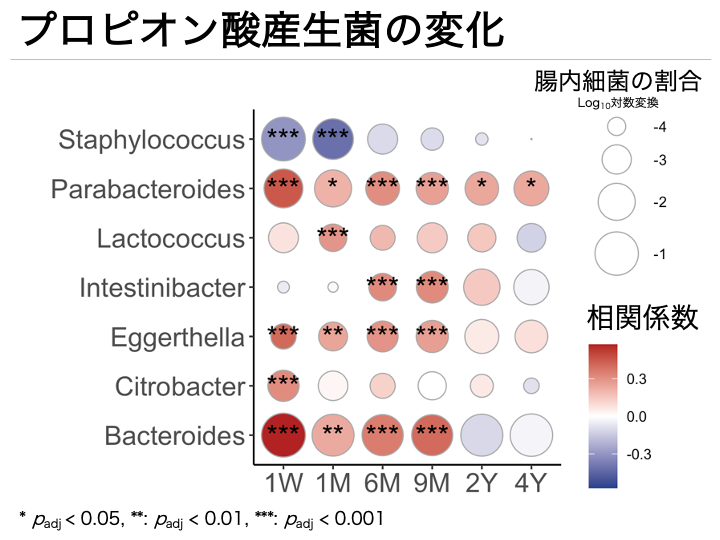 プロピオン酸産生菌の変化
腸内細菌の割合
Log₁₀対数変換
-4
-3
-2
-1
相関係数
0.3
0.0
-0.3
Staphylococcus *** ***
Parabacteroides *** * *** *** * *
Lactococcus ***
Intestinibacter *** ***
Eggerthella *** ** *** ***
Citrobacter ***
Bacteroides *** ** *** ***
1W 1M 6M 9M 2Y 4Y
* padj < 0.05, **: padj < 0.01, ***: padj < 0.001